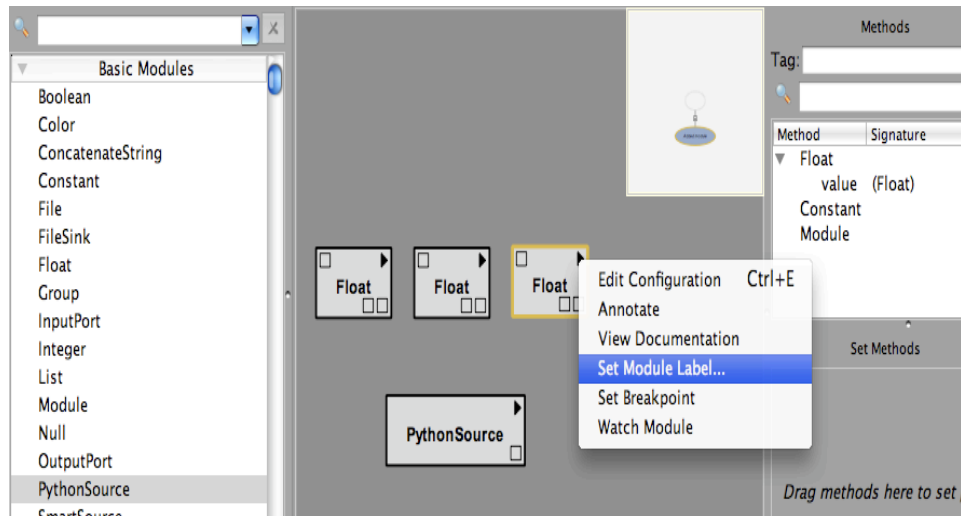 Basic Modules
Boolean
Color
ConcatenateString
Constant
File
FileSink
Float
Group
InputPort
Integer
List
Module
Null
OutputPort
PythonSource
SmartSource
Float
Float
Float
PythonSource
Edit Configuration Ctrl+E
Annotate
View Documentation
Set Module Label...
Set Breakpoint
Watch Module
Methods
Tag:
Method Signature
Float
value (Float)
Constant
Module
Set Methods
Drag methods here to set